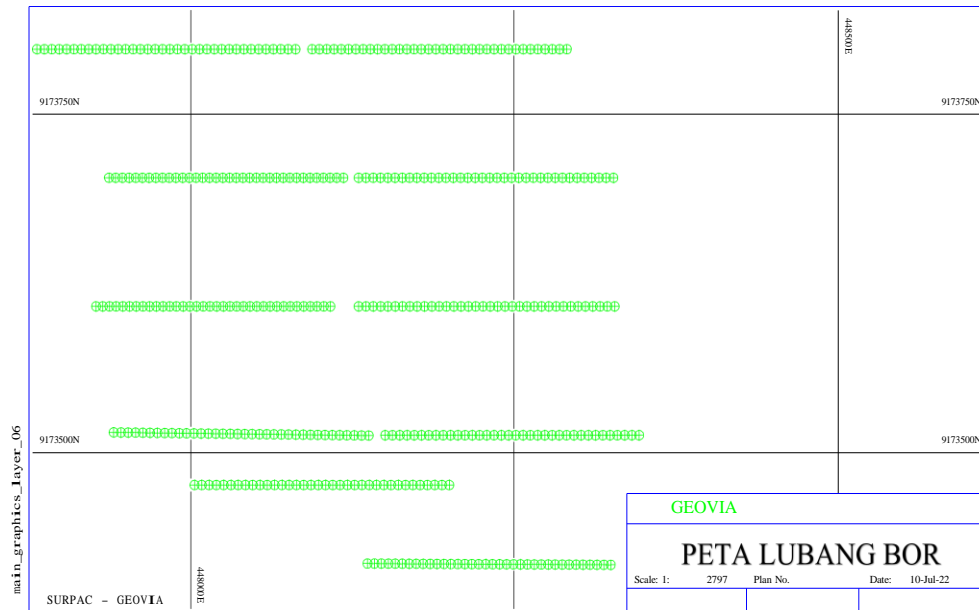 448500E
9173750N 9173750N
9173500N 9173500N
main_graphics_layer_06
GEOVIA
PETA LUBANG BOR
Scale: 1: 2797 Plan No. Date: 10-Jul-22
448000E
SURPAC - GEOVIA